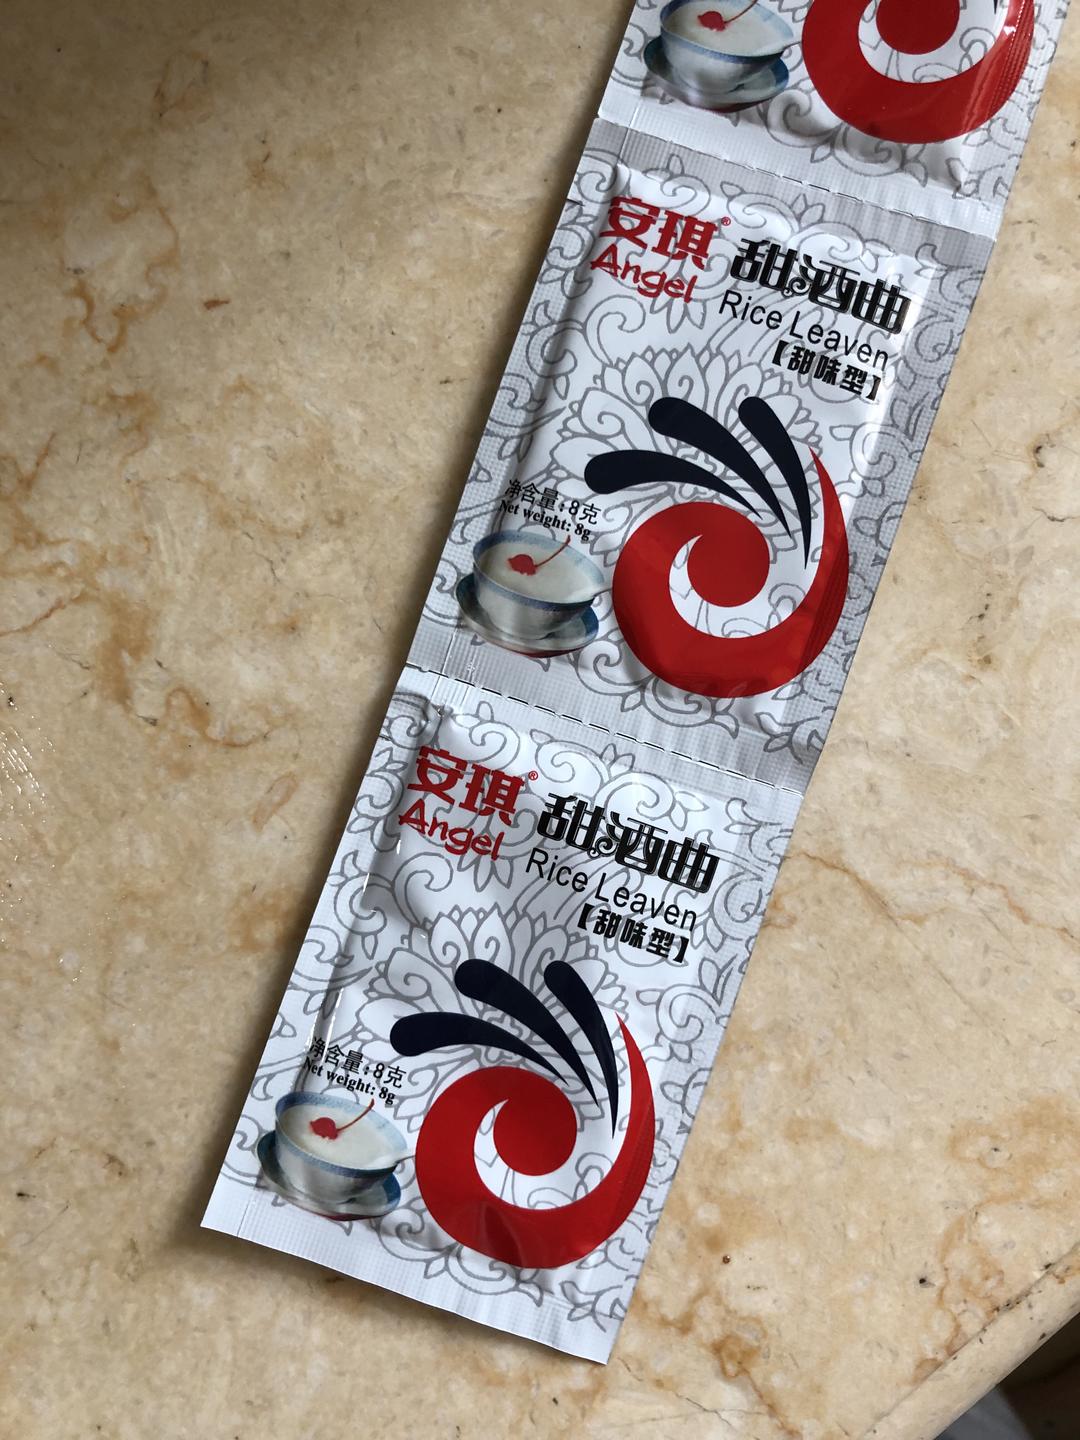 安琪®
Angel
甜酒曲
Rice Leaven
【甜味型】
净含量:8克
Net weight: 8g
安琪®
Angel
甜酒曲
Rice Leaven
【甜味型】
净含量:8克
Net weight: 8g